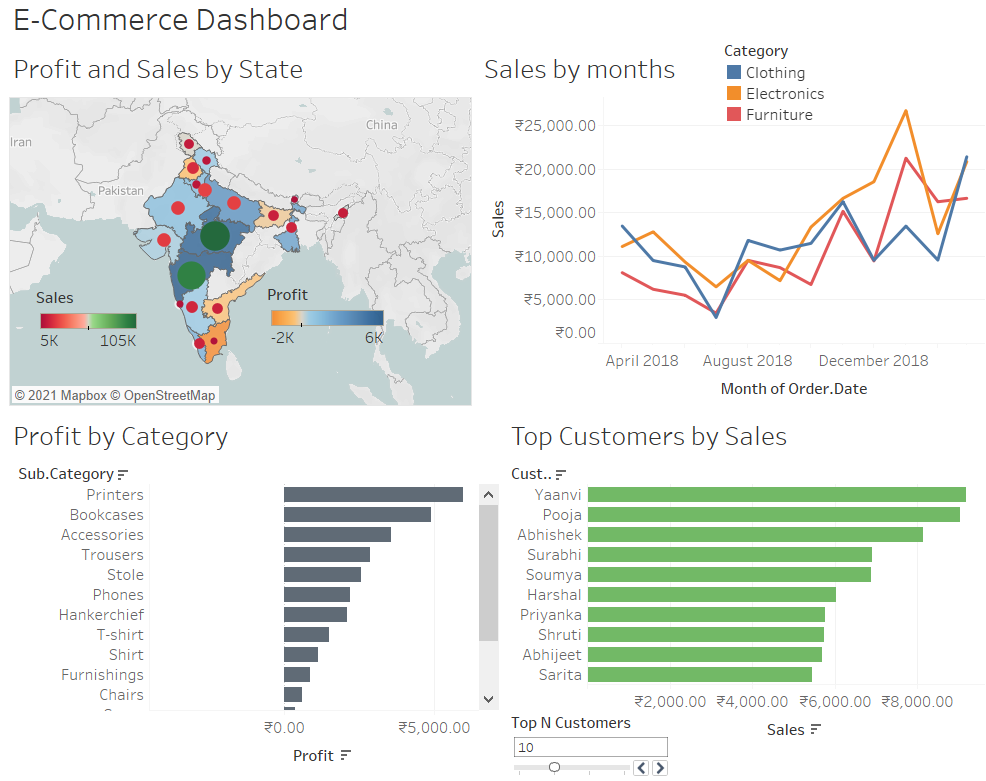 E-Commerce Dashboard
Profit and Sales by State
China
Iran
Pakistan
Sales
5K 105K
Profit
-2K 6K
© 2021 Mapbox © OpenStreetMap
Sales by months
Category
Clothing
Electronics
Furniture
Sales
₹25,000.00
₹20,000.00
₹15,000.00
₹10,000.00
₹5,000.00
₹0.00
April 2018 August 2018 December 2018
Month of Order.Date
Profit by Category
Sub.Category
Printers
Bookcases
Accessories
Trousers
Stole
Phones
Hankerchief
T-shirt
Shirt
Furnishings
Chairs
₹0.00 ₹5,000.00
Profit
Top Customers by Sales
Cust..
Yaanvi
Pooja
Abhishek
Surabhi
Soumya
Harshal
Priyanka
Shruti
Abhijeet
Sarita
₹2,000.00 ₹4,000.00 ₹6,000.00 ₹8,000.00
Sales
Top N Customers
10